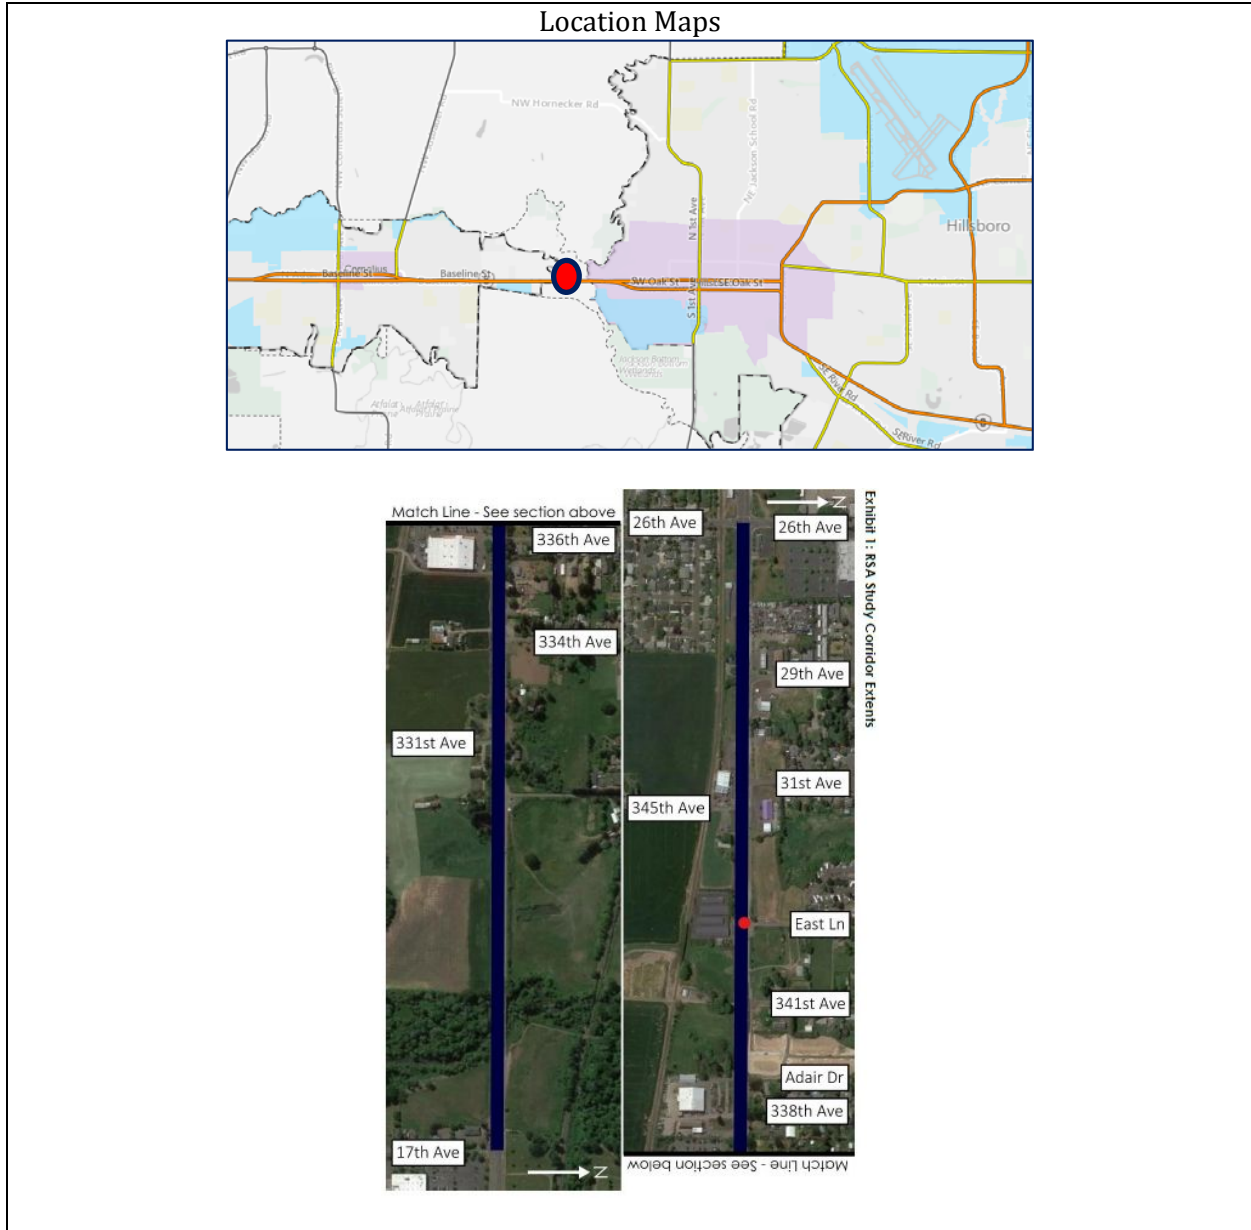 Location Maps
NW Hornecker Rd
NE Jackson School Rd
N 1st Ave
Hillsboro
Cornelius
Baseline St
Baseline St
SW Oak St
SE Oak St
S 1st Ave
Jackson Bottom
Wetlands
SE River Rd
SE River Rd
Match Line - See section above
336th Ave
334th Ave
331st Ave
17th Ave
N
26th Ave
N
26th Ave
29th Ave
31st Ave
345th Ave
East Ln
341st Ave
Adair Dr
338th Ave
Match Line - See section below
Exhibit 1: RSA Study Corridor Extents